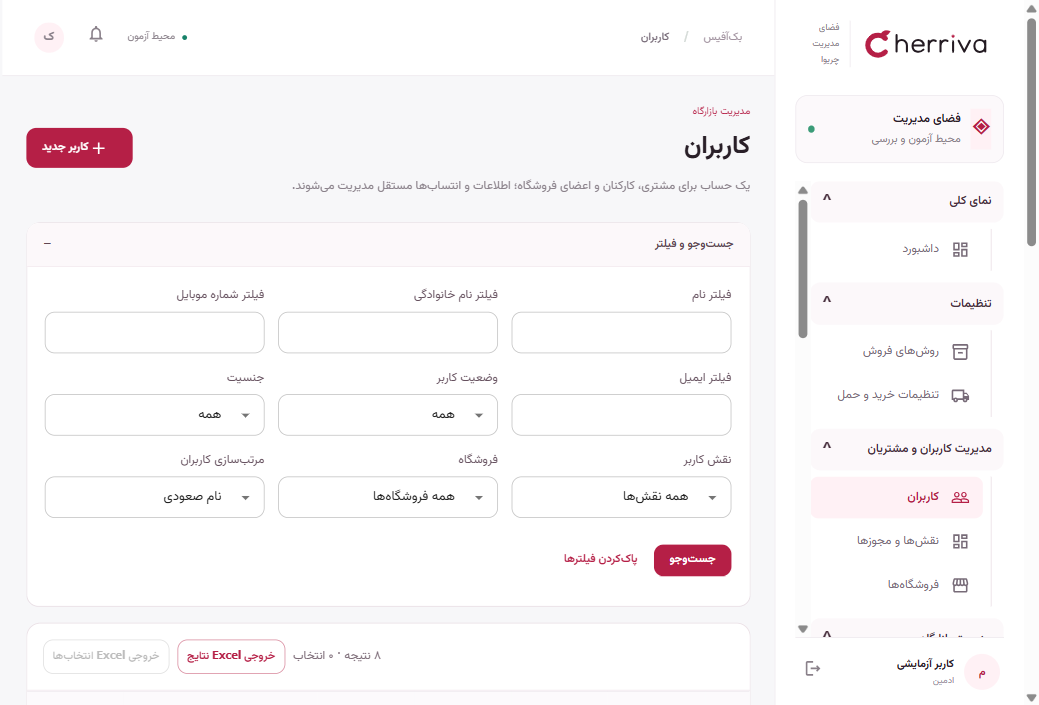 Cherriva
فضای
مدیریت
چریوا
فضای مدیریت
محیط آزمون و بررسی
نمای کلی
داشبورد
تنظیمات
روش‌های فروش
تنظیمات خرید و حمل
مدیریت کاربران و مشتریان
کاربران
نقش‌ها و مجوزها
فروشگاه‌ها
م
کاربر آزمایشی
ادمین
بک‌آفیس / کاربران
محیط آزمون
ک
مدیریت بازارگاه
کاربران
یک حساب برای مشتری، کارکنان و اعضای فروشگاه؛ اطلاعات و انتساب‌ها مستقل مدیریت می‌شوند.
+ کاربر جدید
جست‌وجو و فیلتر
فیلتر نام
فیلتر نام خانوادگی
فیلتر شماره موبایل
فیلتر ایمیل
وضعیت کاربر
همه
جنسیت
همه
نقش کاربر
همه نقش‌ها
فروشگاه
همه فروشگاه‌ها
مرتب‌سازی کاربران
نام صعودی
جست‌وجو
پاک‌کردن فیلترها
۸ نتیجه · ۰ انتخاب
خروجی Excel نتایج
خروجی Excel انتخاب‌ها